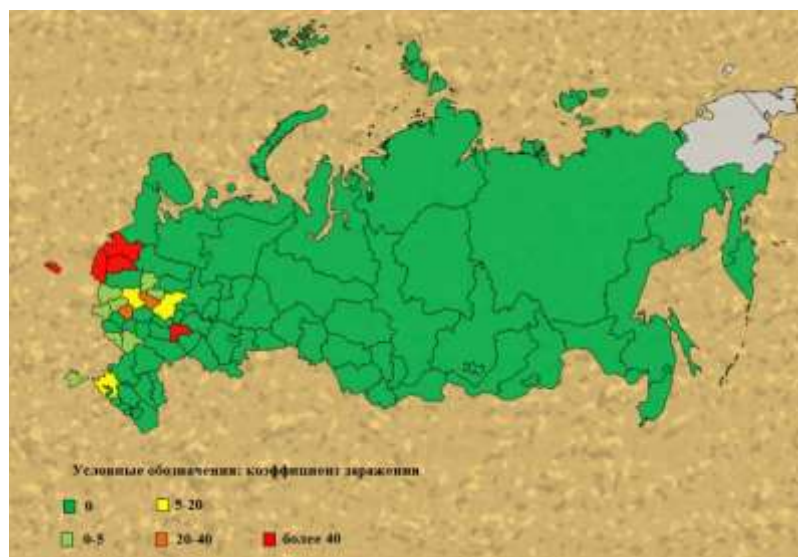 Условные обозначения: коэффициент заражения
0 5-20
0-5 20-40 более 40